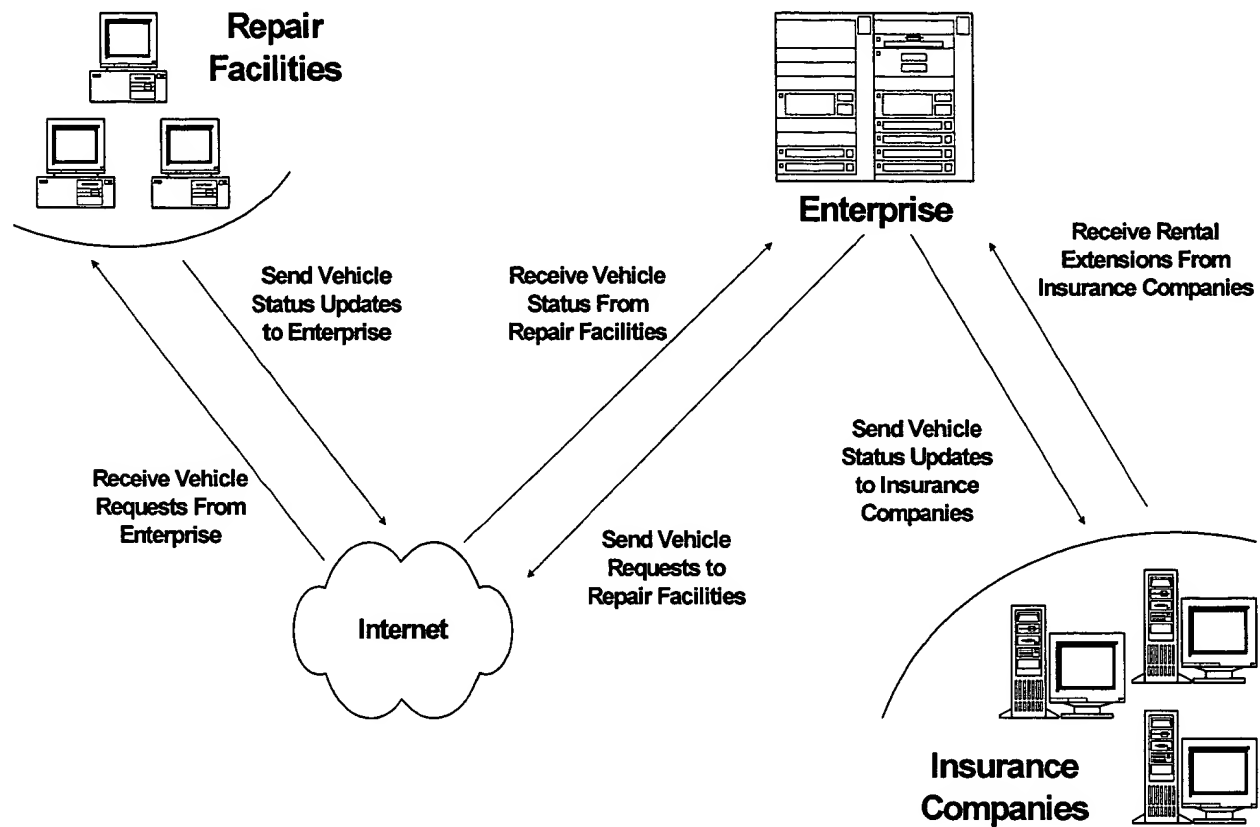 Repair
Facilities
Enterprise
Send Vehicle
Status Updates
to Enterprise
Receive Vehicle
Status From
Repair Facilities
Receive Rental
Extensions From
Insurance Companies
Receive Vehicle
Requests From
Enterprise
Send Vehicle
Requests to
Repair Facilities
Send Vehicle
Status Updates
to Insurance
Companies
Internet
Insurance
Companies